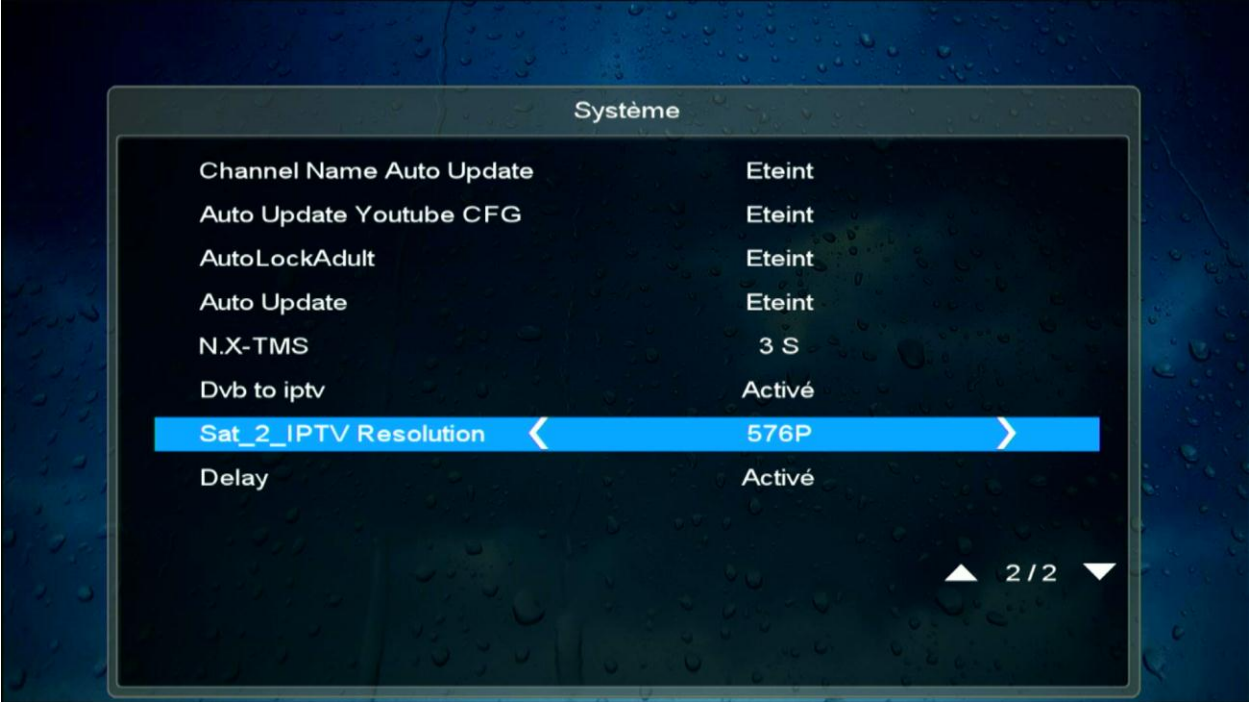 Système
Channel Name Auto Update Eteint
Auto Update Youtube CFG Eteint
AutoLockAdult Eteint
Auto Update Eteint
N.X-TMS 3 S
Dvb to iptv Activé
Sat_2_IPTV Resolution 576P
Delay Activé
2/2